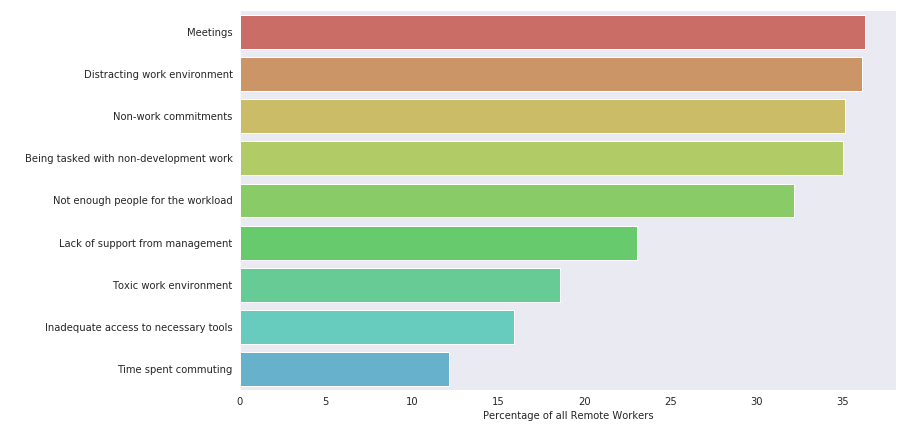 Meetings
Distracting work environment
Non-work commitments
Being tasked with non-development work
Not enough people for the workload
Lack of support from management
Toxic work environment
Inadequate access to necessary tools
Time spent commuting
0 5 10 15 20 25 30 35
Percentage of all Remote Workers